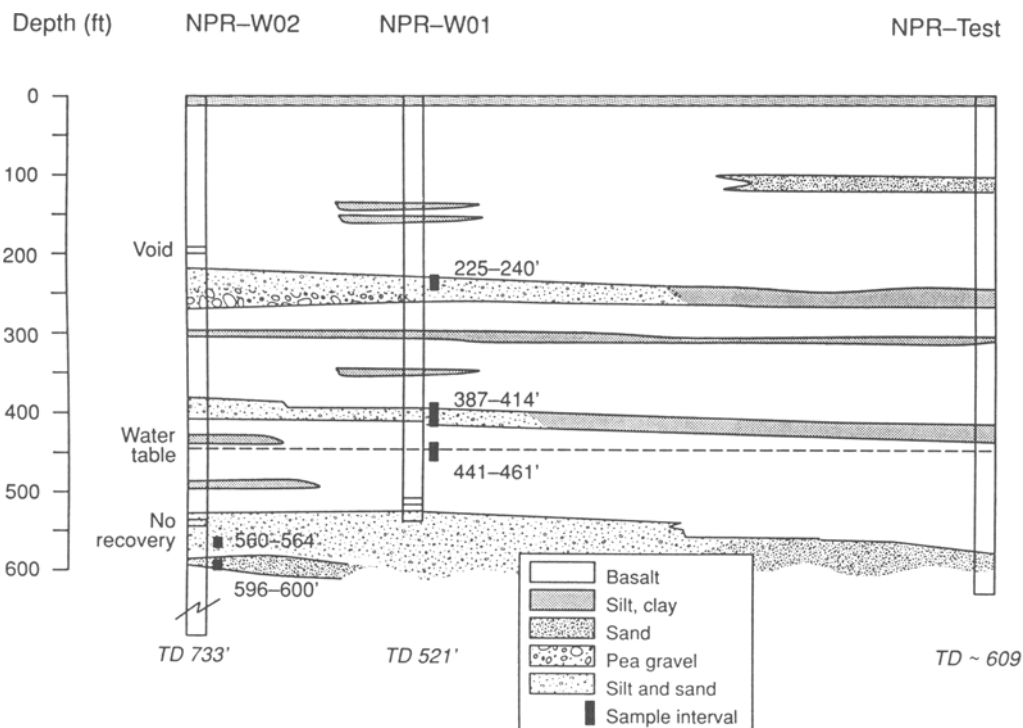 Depth (ft) NPR–W02 NPR–W01 NPR–Test
0
100
Void
200
225–240'
300
387–414'
400
Water
table
441–461'
500
No
recovery
560–564'
600
596–600'
Basalt
Silt, clay
Sand
Pea gravel
Silt and sand
Sample interval
TD 733' TD 521' TD ~ 609